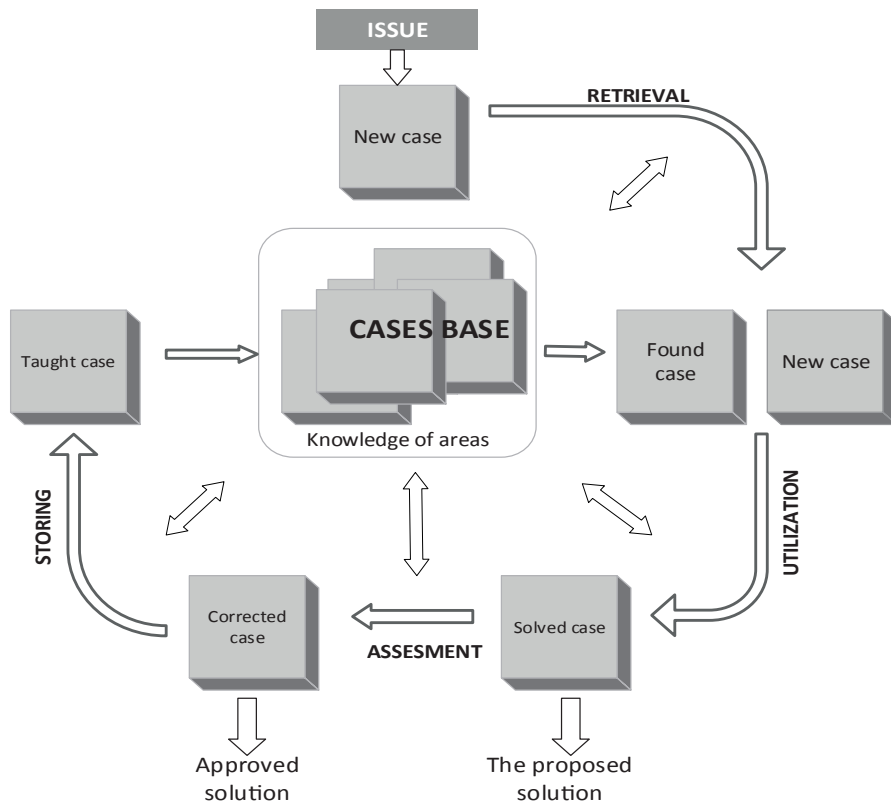 ISSUE
New case
RETRIEVAL
CASES BASE
Knowledge of areas
Taught case
Found
case
New case
STORING
UTILIZATION
Corrected
case
ASSESMENT
Solved case
Approved
solution
The proposed
solution